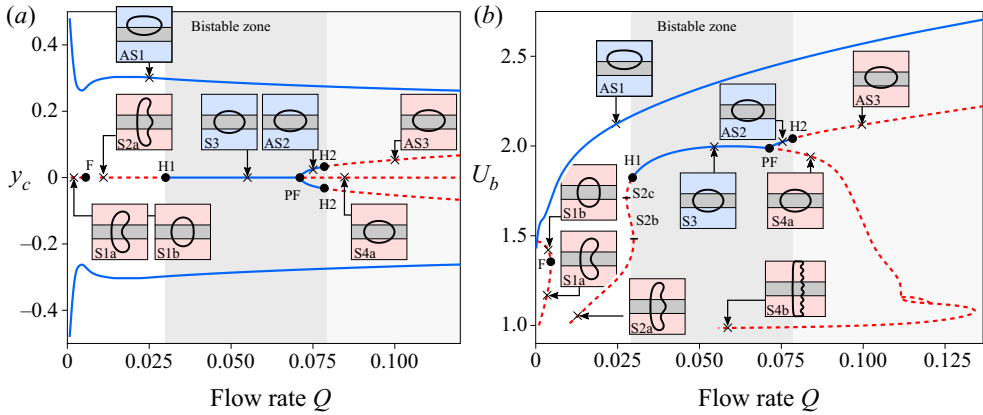 (a)
Bistable zone
0.4
0.2
0
–0.2
–0.4
y_c
AS1
S2a
S3
AS2
AS3
F
H1
H2
PF
H2
S1a
S1b
S4a
0
0.025
0.050
0.075
0.100
Flow rate Q
(b)
Bistable zone
2.5
2.0
1.5
1.0
U_b
AS1
AS2
AS3
H2
H1
PF
S2c
S1b
S2b
S3
S4a
F
S1a
S2a
S4b
0
0.025
0.050
0.075
0.100
0.125
Flow rate Q